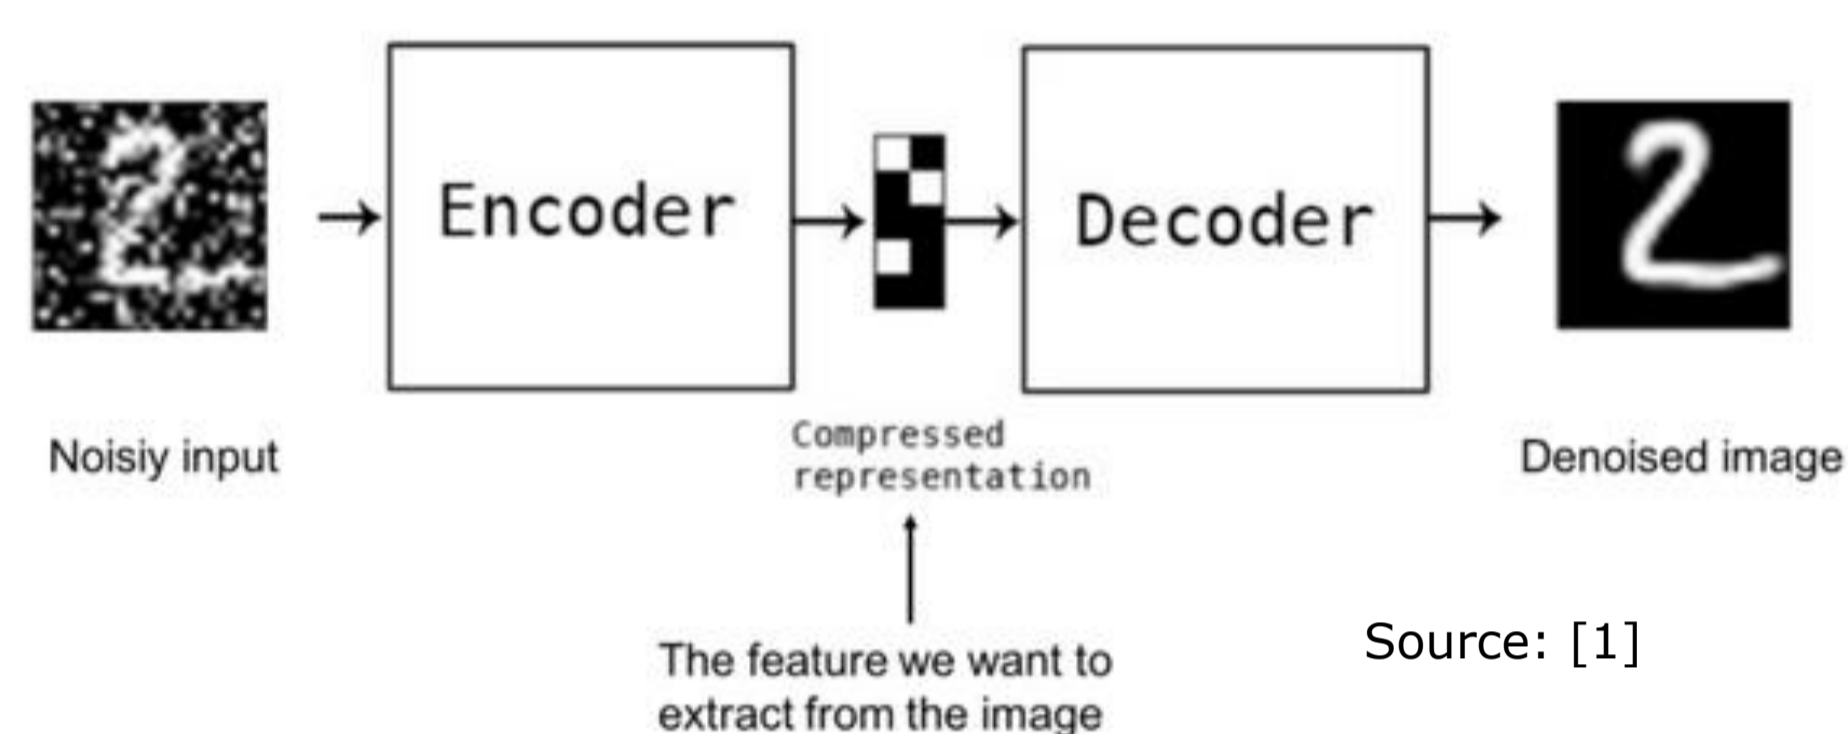 Encoder
Decoder
Noisiy input
Compressed
representation
Denoised image
The feature we want to
extract from the image
Source: [1]